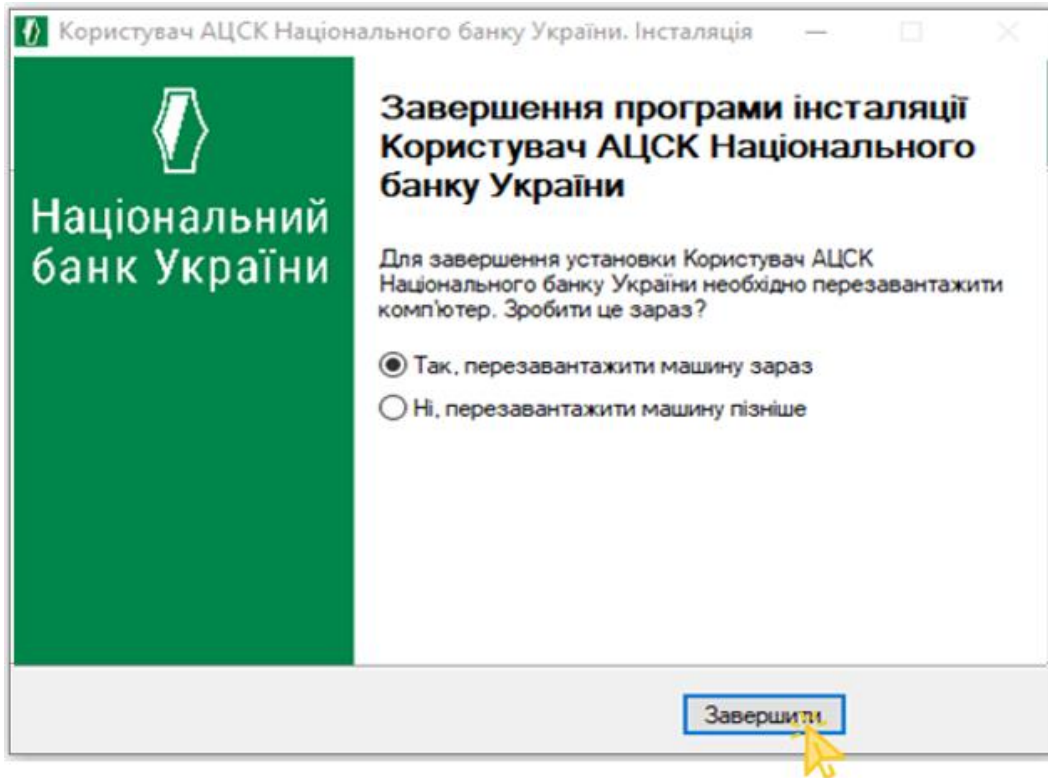 Користувач АЦСК Національного банку України. Інсталяція
Національний
банк України
Завершення програми інсталяції
Користувач АЦСК Національного
банку України
Для завершення установки Користувач АЦСК
Національного банку України необхідно перезавантажити
комп'ютер. Зробити це зараз?
Так, перезавантажити машину зараз
Ні, перезавантажити машину пізніше
Завершити